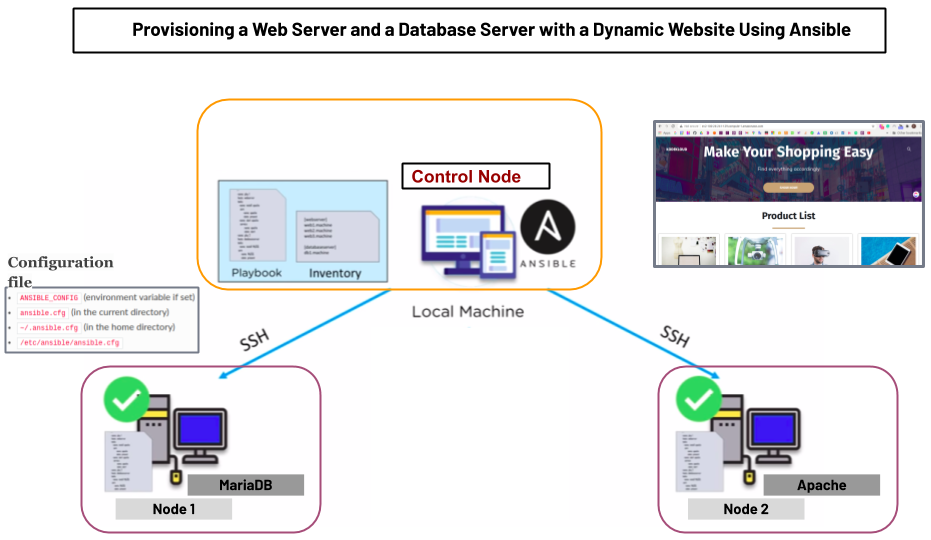 Provisioning a Web Server and a Database Server with a Dynamic Website Using Ansible
Control Node
Playbook
Inventory
[webserver]
web1.machine
web2.machine
web3.machine
[databaseserver]
db1.machine
ANSIBLE
Local Machine
Make Your Shopping Easy
Find everything accordingly
Product List
Configuration
file
ANSIBLE_CONFIG (environment variable if set)
ansible.cfg (in the current directory)
~/.ansible.cfg (in the home directory)
/etc/ansible/ansible.cfg
SSH
SSH
MariaDB
Node 1
Apache
Node 2